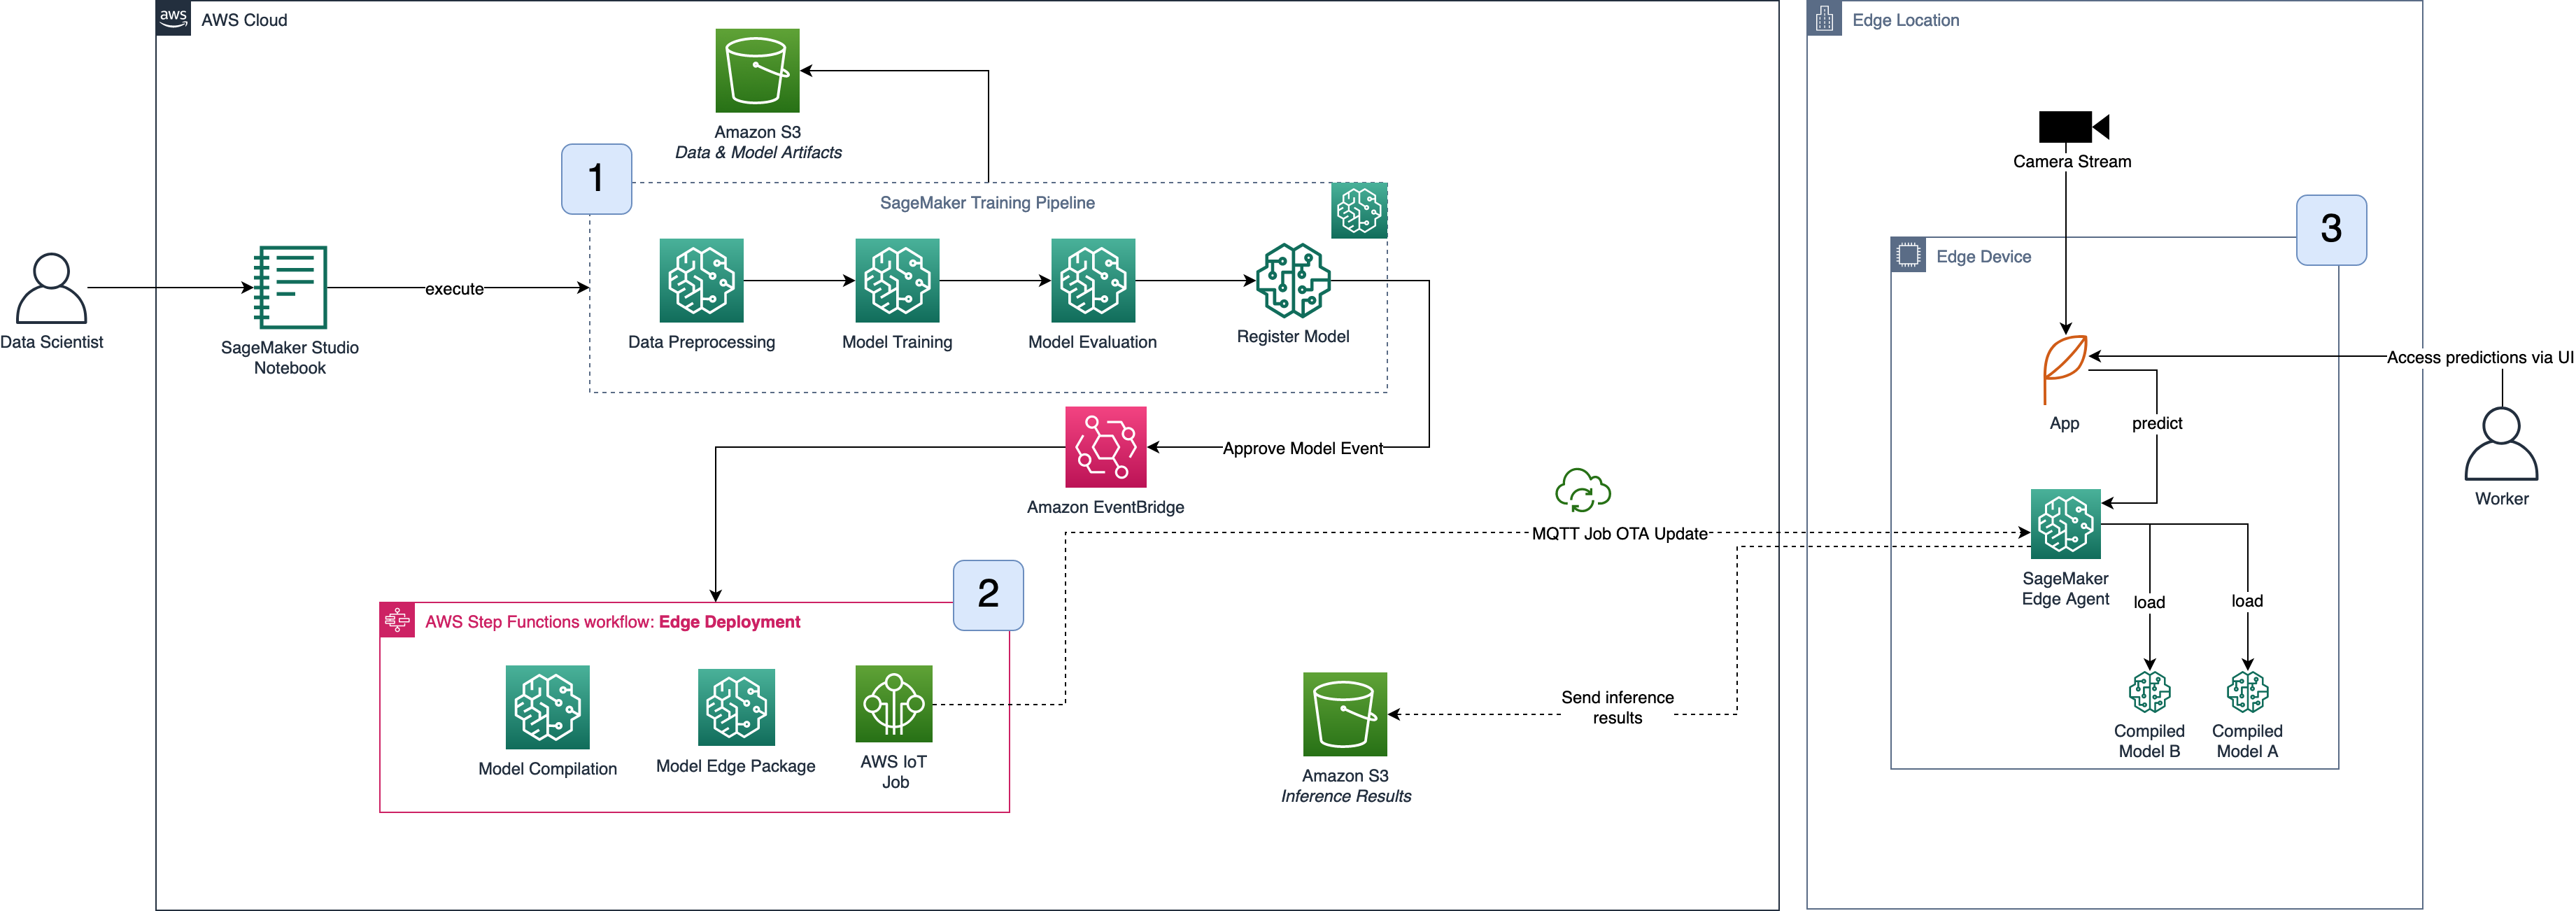 aws
AWS Cloud
Edge Location
Amazon S3
Data & Model Artifacts
Camera Stream
1
SageMaker Training Pipeline
3
Edge Device
Data Scientist
SageMaker Studio
Notebook
execute
Data Preprocessing
Model Training
Model Evaluation
Register Model
Access predictions via UI
App
predict
Approve Model Event
Amazon EventBridge
Worker
MQTT Job OTA Update
2
SageMaker
Edge Agent
load
load
AWS Step Functions workflow: Edge Deployment
Model Compilation
Model Edge Package
AWS IoT
Job
Send inference
results
Amazon S3
Inference Results
Compiled
Model B
Compiled
Model A